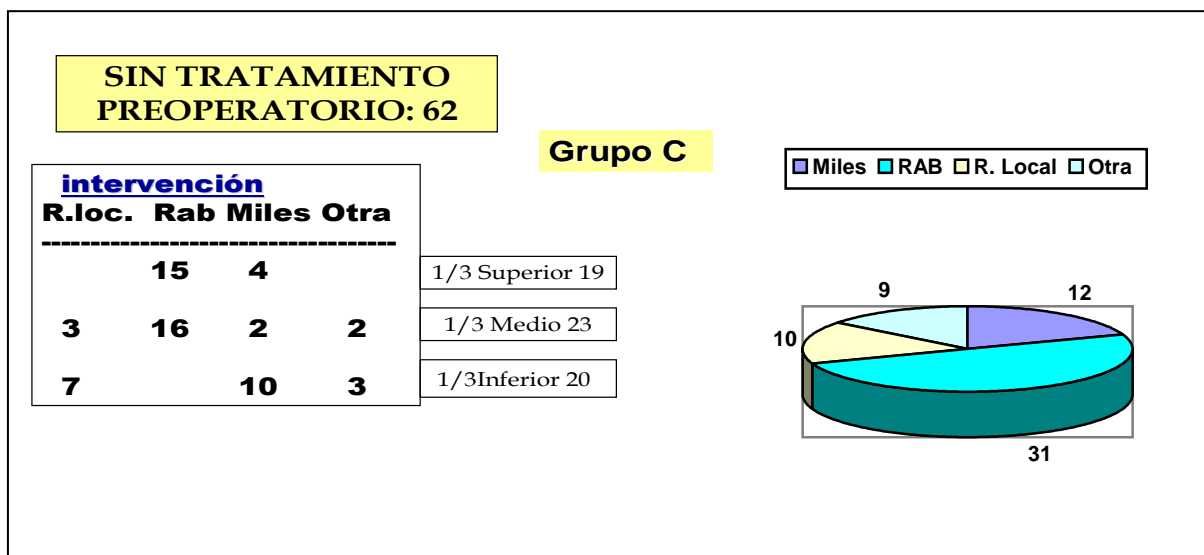 SIN TRATAMIENTO
PREOPERATORIO: 62
Grupo C
intervención
R.loc. Rab Miles Otra
------------------------------------
15 4
1/3 Superior 19
3 16 2 2
1/3 Medio 23
7 10 3
1/3Inferior 20
Miles RAB R. Local Otra
9 12
10
31